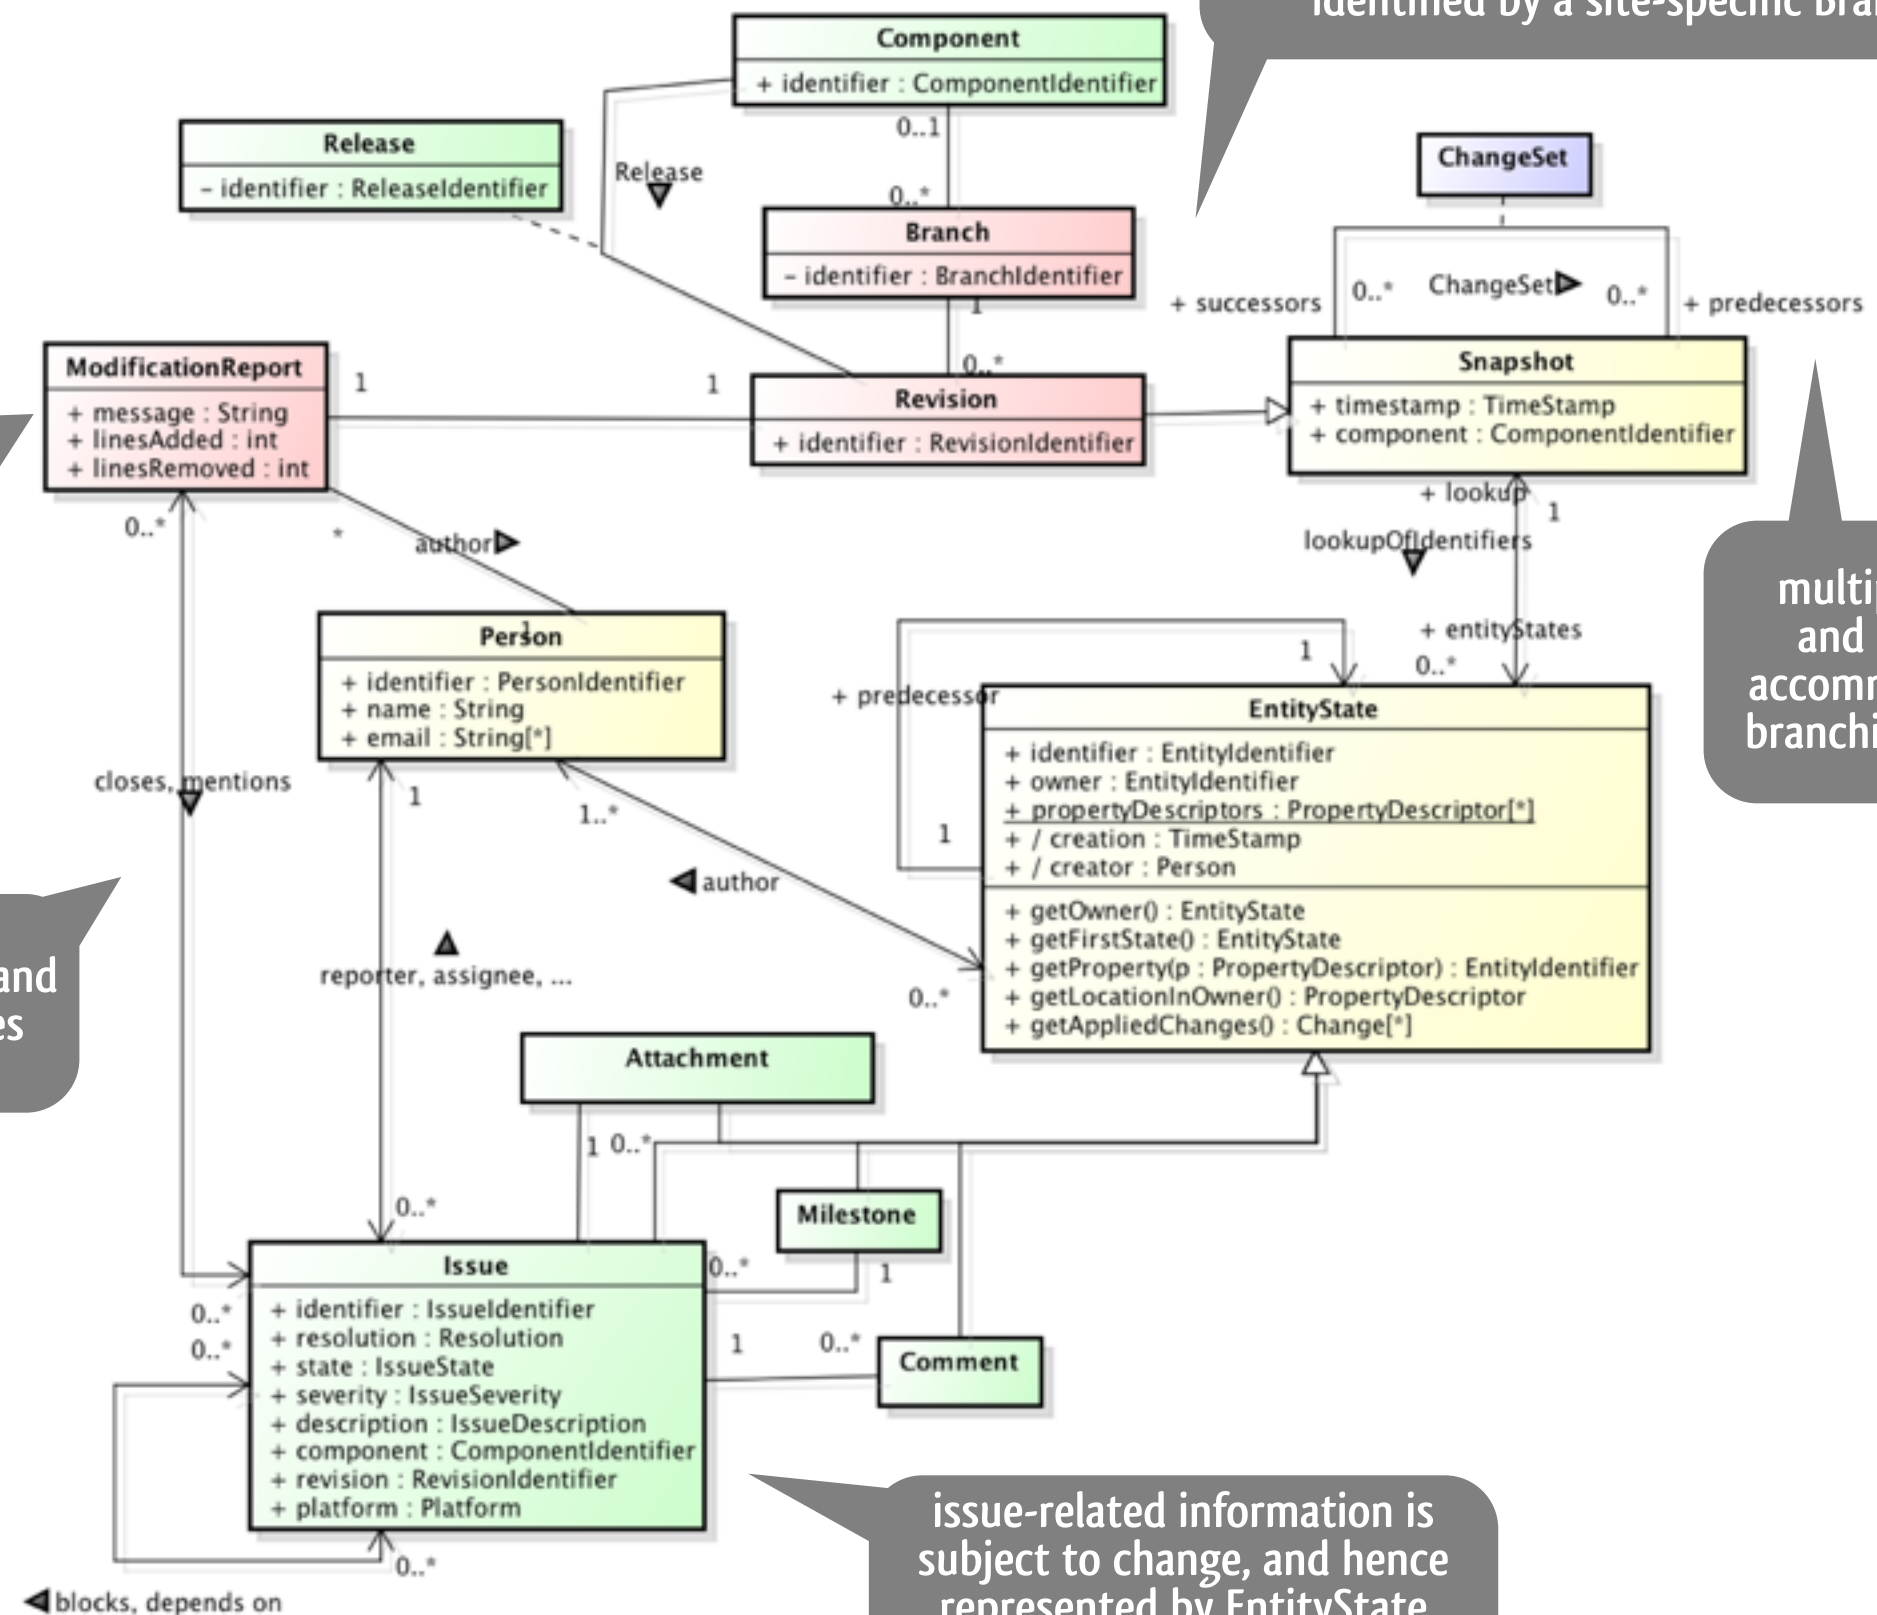 identified by a site-specific
Component
+ identifier : ComponentIdentifier
0..1
Release
- identifier : ReleaseIdentifier
Release
0..*
Branch
- identifier : BranchIdentifier
1
0..*
ChangeSet
0..*
ChangeSet
0..*
+ successors
+ predecessors
Snapshot
+ timestamp : TimeStamp
+ component : ComponentIdentifier
ModificationReport
+ message : String
+ linesAdded : int
+ linesRemoved : int
1
1
Revision
+ identifier : RevisionIdentifier
+ lookup
1
lookupOfIdentifiers
+ entityStates
0..*
0..*
*
author
1
Person
+ identifier : PersonIdentifier
+ name : String
+ email : String[*]
closes, mentions
1
1..*
author
0..*
1
+ predecessor
1
EntityState
+ identifier : EntityIdentifier
+ owner : EntityIdentifier
+ propertyDescriptors : PropertyDescriptor[*]
+ / creation : TimeStamp
+ / creator : Person
+ getOwner() : EntityState
+ getFirstState() : EntityState
+ getProperty(p : PropertyDescriptor) : EntityIdentifier
+ getLocationInOwner() : PropertyDescriptor
+ getAppliedChanges() : Change[*]
and
reporter, assignee, ...
Attachment
1
0..*
0..*
Milestone
1
0..*
Issue
+ identifier : IssueIdentifier
+ resolution : Resolution
+ state : IssueState
+ severity : IssueSeverity
+ description : IssueDescription
+ component : ComponentIdentifier
+ revision : RevisionIdentifier
+ platform : Platform
0..*
0..*
1
0..*
Comment
0..*
blocks, depends on
and
issue-related information is
subject to change, and hence
represented by EntityState